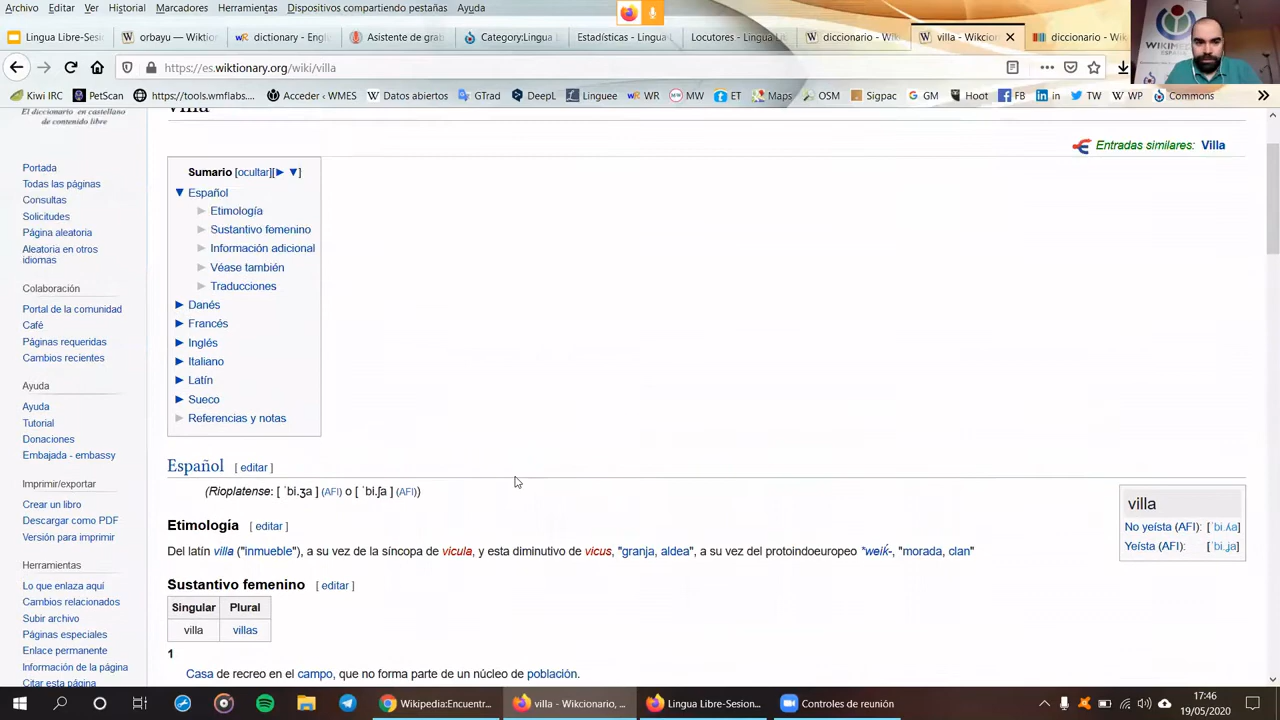 Archivo Editar Ver Historial Marcadores Herramientas Dispositivos compartiendo pestañas Ayuda
Lingua Libre-Sesi
orbayu — Wikti
dictionary - Engl
Asistente de grab
Category:Lingua L
Estadísticas - Lingua L
Locutores - Lingua Li
diccionario - Wi
villa - Wikcion
diccionario - Wi
WIKIMEDIA
ESPAÑA
https://es.wiktionary.org/wiki/villa
Kiwi IRC PetScan https://tools.wmflabs... Acceder › WMES Datos abiertos GTrad DeepL Linguee WR MW ET Maps OSM Sigpac GM Hoot FB in TW WP Commons
El diccionario en castellano
de contenido libre
villa
Entradas similares: Villa
Portada
Todas las páginas
Consultas
Solicitudes
Página aleatoria
Aleatoria en otros
idiomas
Colaboración
Portal de la comunidad
Café
Páginas requeridas
Cambios recientes
Ayuda
Ayuda
Tutorial
Donaciones
Embajada - embassy
Imprimir/exportar
Crear un libro
Descargar como PDF
Versión para imprimir
Herramientas
Lo que enlaza aquí
Cambios relacionados
Subir archivo
Páginas especiales
Enlace permanente
Información de la página
Citar esta página
Sumario [ocultar][► ▼]
▼ Español
► Etimología
► Sustantivo femenino
► Información adicional
► Véase también
► Traducciones
► Danés
► Francés
► Inglés
► Italiano
► Latín
► Sueco
► Referencias y notas
Español [ editar ]
(Rioplatense: [ ˈbi.ʒa ] (AFI) o [ ˈbi.ʃa ] (AFI))
villa
No yeísta (AFI): [ˈbi ʎa]
Yeísta (AFI): [ˈbi.ʝa]
Etimología [ editar ]
Del latín villa ("inmueble"), a su vez de la síncopa de vicula, y esta diminutivo de vicus, "granja, aldea", a su vez del protoindoeuropeo *weiḱ-, "morada, clan"
Sustantivo femenino [ editar ]
Singular Plural
villa villas
1
Casa de recreo en el campo, que no forma parte de un núcleo de población.
Wikipedia:Encuentr...
villa - Wikcionario, ...
Lingua Libre-Sesion...
Controles de reunión
17:46
19/05/2020